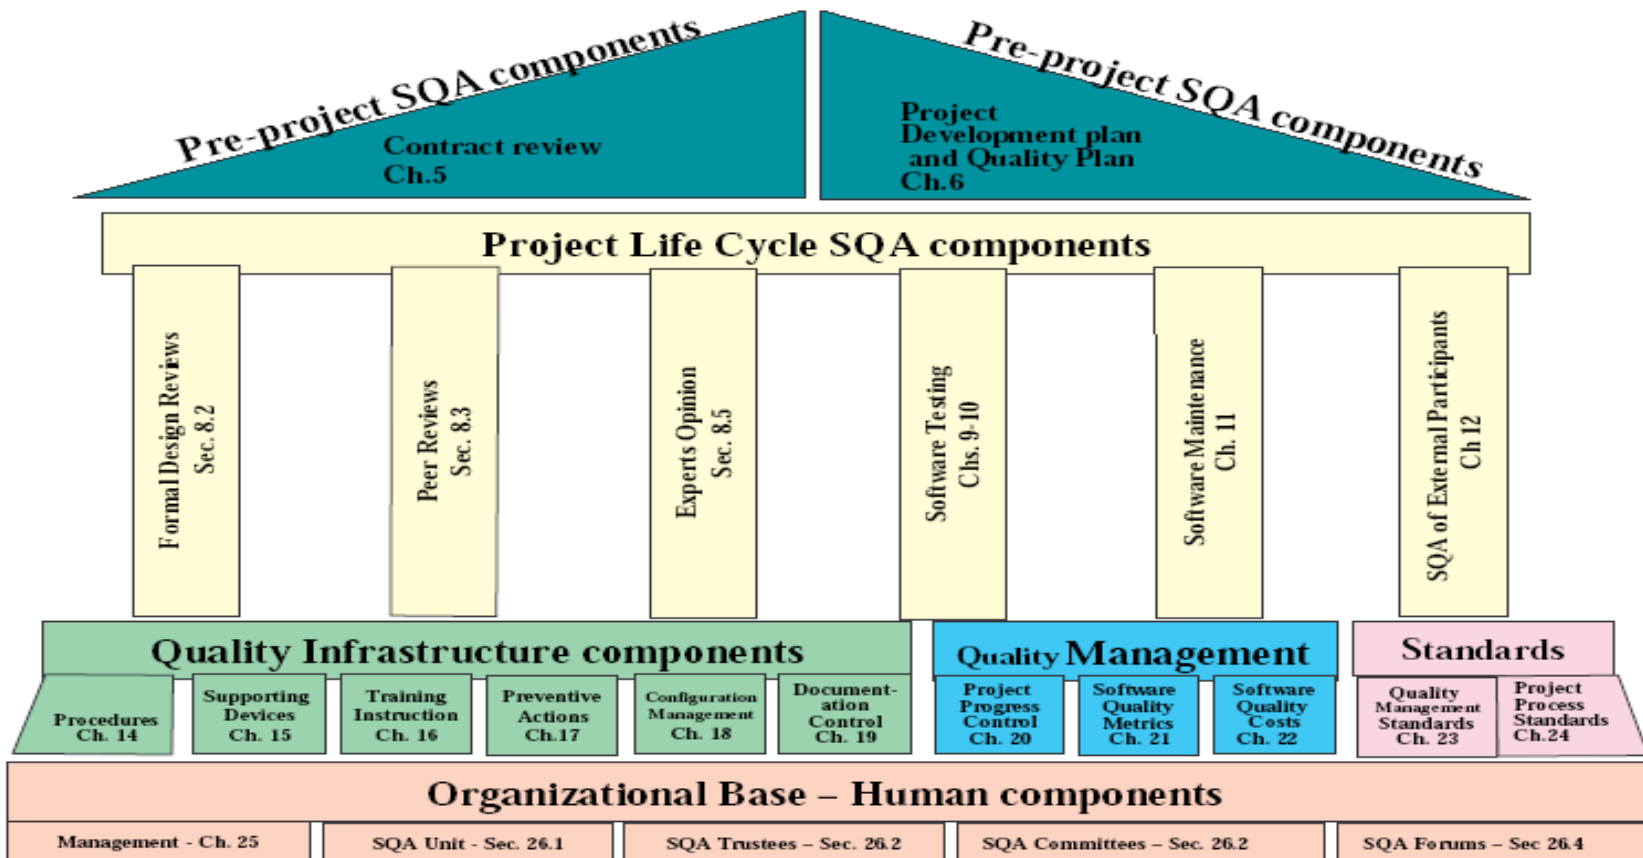 Pre-project SQA components
Contract review
Ch.5
Pre-project SQA components
Project
Development plan
and Quality Plan
Ch.6
Project Life Cycle SQA components
Formal Design Reviews
Sec. 8.2
Peer Reviews
Sec. 8.3
Experts Opinion
Sec. 8.5
Software Testing
Chs. 9-10
Software Maintenance
Ch. 11
SQA of External Participants
Ch 12
Quality Infrastructure components
Procedures
Ch. 14
Supporting
Devices
Ch. 15
Training
Instruction
Ch. 16
Preventive
Actions
Ch.17
Configuration
Management
Ch. 18
Document-
ation
Control
Ch. 19
Quality Management
Project
Progress
Control
Ch. 20
Software
Quality
Metrics
Ch. 21
Software
Quality
Costs
Ch. 22
Standards
Quality
Management
Standards
Ch. 23
Project
Process
Standards
Ch.24
Organizational Base – Human components
Management - Ch. 25
SQA Unit - Sec. 26.1
SQA Trustees – Sec. 26.2
SQA Committees – Sec. 26.2
SQA Forums – Sec 26.4